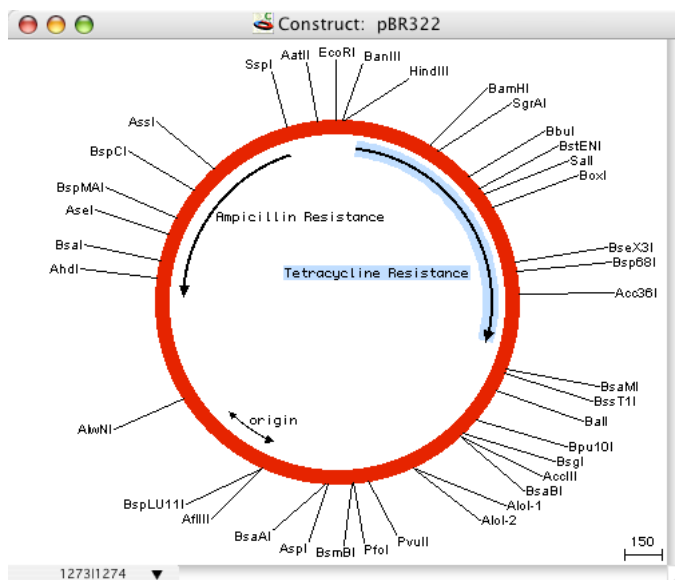 Construct: pBR322
EcoRI
BanIII
AatII
HindIII
SspI
BamHI
SgrAI
AssI
BbuI
BstENI
BspCI
SalI
BoxI
BspMAI
AseI
Ampicillin Resistance
BsaI
BseX3I
Bsp68I
AhdI
Tetracycline Resistance
Acc36I
BsaMI
BssT1I
origin
BalI
AlwNI
Bpu10I
BsgI
AccIII
BsaBI
BspLU11I
AloI-1
AflIII
AloI-2
BsaAI
PvuII
AspI
BsmBI
PfoI
150
1273|1274